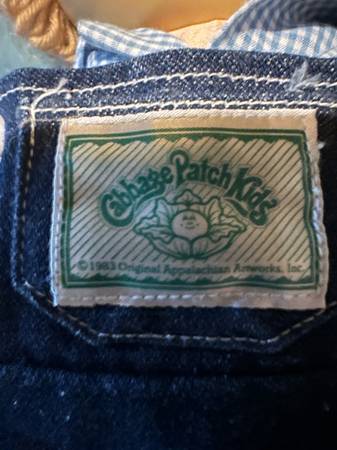 Cabbage Patch Kids
©1983 Original Appalachian Artworks, Inc.